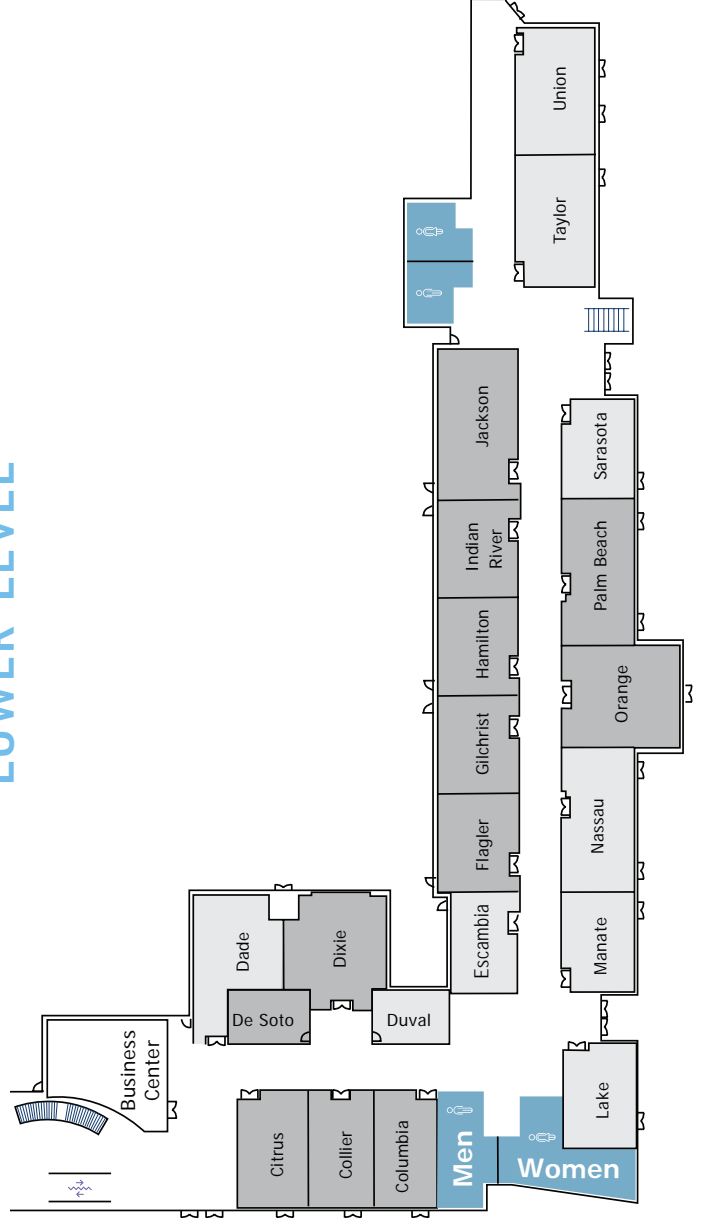 LOWER LEVEL
Union
Taylor
Jackson
Sarasota
Indian
River
Palm Beach
Hamilton
Orange
Gilchrist
Flagler
Nassau
Escambia
Manate
Dade
Dixie
De Soto
Duval
Business
Center
Citrus
Collier
Columbia
Men
Women
Lake